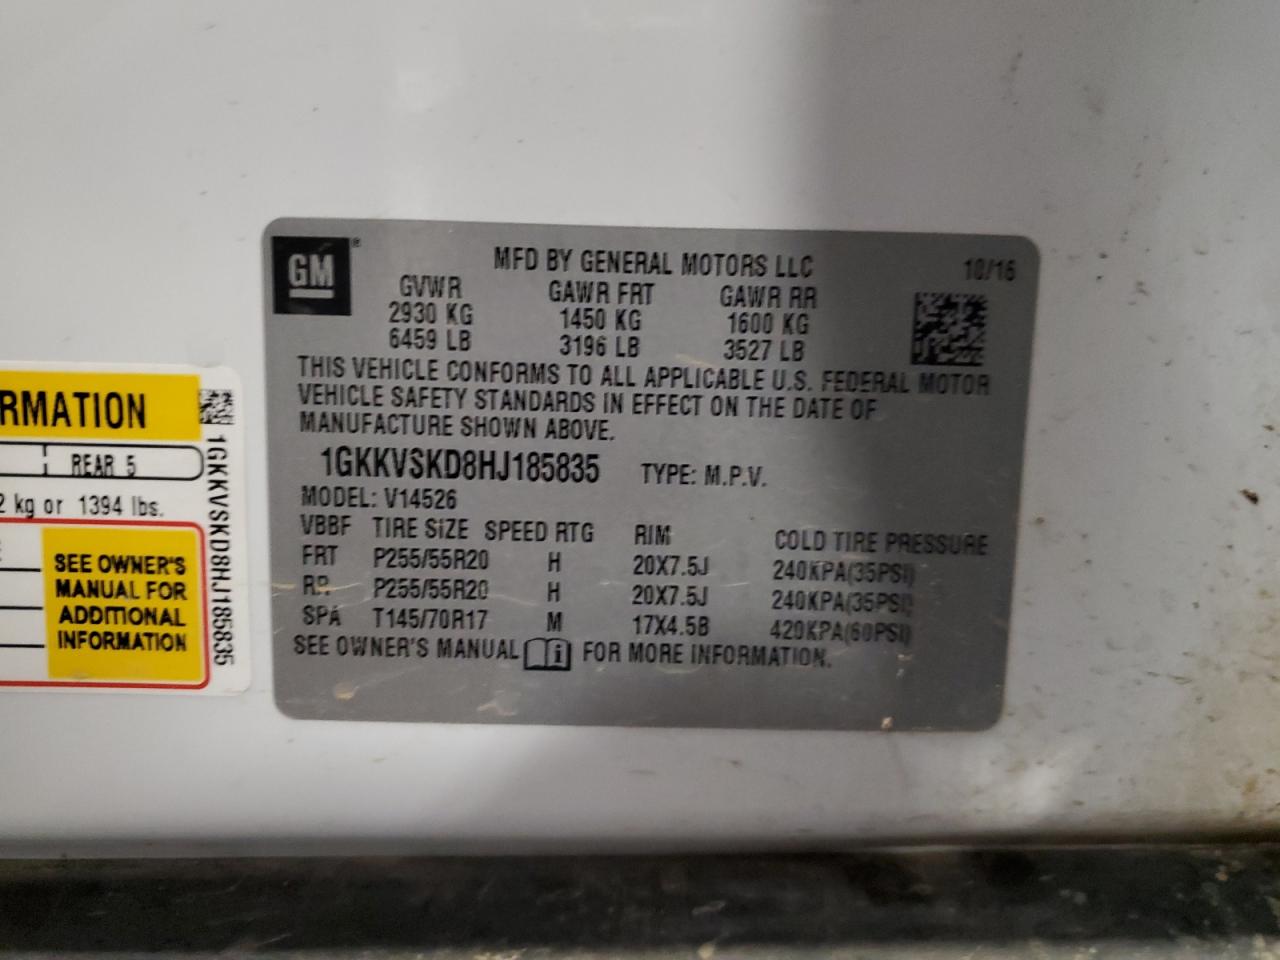 GM®
MFD BY GENERAL MOTORS LLC 10/16
GVWR GAWR FRT GAWR RR
2930 KG 1450 KG 1600 KG
6459 LB 3196 LB 3527 LB
THIS VEHICLE CONFORMS TO ALL APPLICABLE U.S. FEDERAL MOTOR
VEHICLE SAFETY STANDARDS IN EFFECT ON THE DATE OF
MANUFACTURE SHOWN ABOVE.
1GKKVSKD8HJ185835 TYPE: M.P.V.
MODEL: V14526
VBBF TIRE SIZE SPEED RTG RIM COLD TIRE PRESSURE
FRT P255/55R20 H 20X7.5J 240KPA(35PSI)
RR P255/55R20 H 20X7.5J 240KPA(35PSI)
SPA T145/70R17 M 17X4.5B 420KPA(60PSI)
SEE OWNER'S MANUAL i FOR MORE INFORMATION.
RMATION
REAR 5
2 kg or 1394 lbs.
SEE OWNER'S
MANUAL FOR
ADDITIONAL
INFORMATION
1GKKVSKD8HJ185835